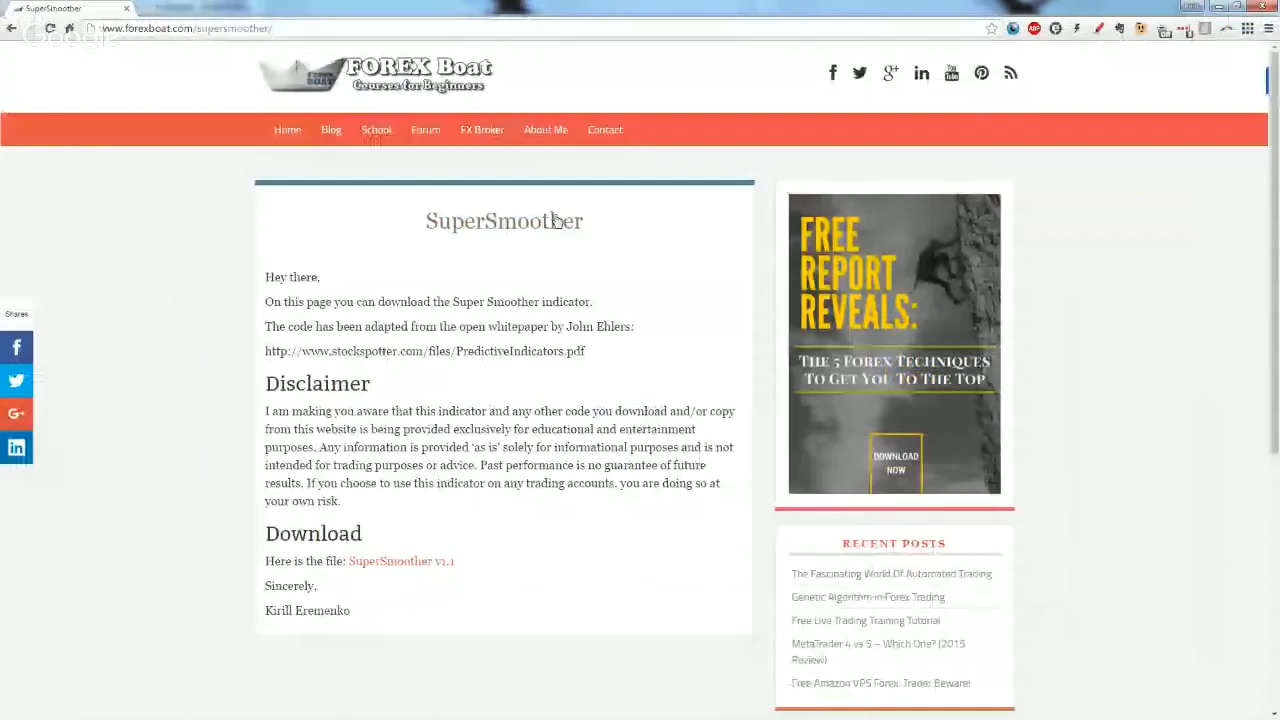 SuperSmoother
www.forexboat.com/supersmoother/
Google
FOREX Boat
Courses for Beginners
Home Blog School Forum FX Broker About Me Contact
SuperSmoother
Hey there,
On this page you can download the Super Smoother indicator.
The code has been adapted from the open whitepaper by John Ehlers:
http://www.stockspotter.com/files/PredictiveIndicators.pdf
Disclaimer
I am making you aware that this indicator and any other code you download and/or copy
from this website is being provided exclusively for educational and entertainment
purposes. Any information is provided 'as is' solely for informational purposes and is not
intended for trading purposes or advice. Past performance is no guarantee of future
results. If you choose to use this indicator on any trading accounts, you are doing so at
your own risk.
Download
Here is the file: SuperSmoother v1.1
Sincerely,
Kirill Eremenko
Shares
FREE
REPORT
REVEALS:
THE 5 FOREX TECHNIQUES
TO GET YOU TO THE TOP
DOWNLOAD
NOW
RECENT POSTS
The Fascinating World Of Automated Trading
Genetic Algorithm in Forex Trading
Free Live Trading Training Tutorial
MetaTrader 4 vs 5 – Which One? (2015
Review)
Free Amazon VPS Forex Trader Beware!